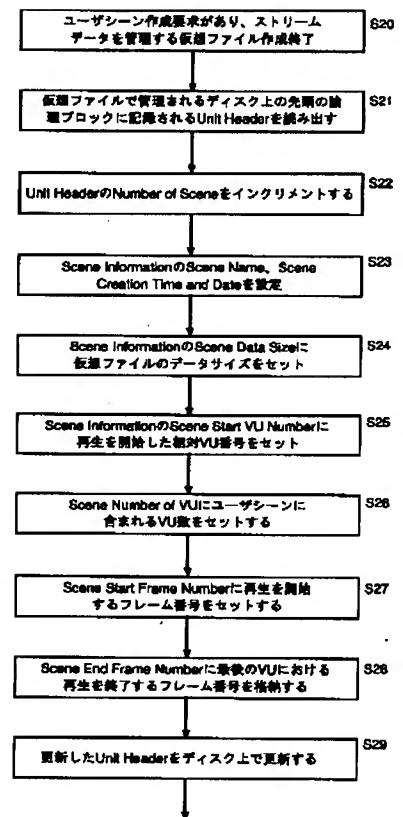 ユーザシーン作成要求があり、ストリーム
データを管理する仮想ファイル作成終了
S20
仮想ファイルで管理されるディスク上の先頭の論
理ブロックに記録されるUnit Headerを読み出す
S21
Unit HeaderのNumber of Sceneをインクリメントする
S22
Scene InformationのScene Name、Scene
Creation Time and Dateを設定
S23
Scene InformationのScene Data Sizeに
仮想ファイルのデータサイズをセット
S24
Scene InformationのScene Start VU Numberに
再生を開始した相対VU番号をセット
S25
Scene Number of VUにユーザシーンに
含まれるVU数をセットする
S26
Scene Start Frame Numberに再生を開始
するフレーム番号をセットする
S27
Scene End Frame Numberに最後のVUにおける
再生を終了するフレーム番号を格納する
S28
更新したUnit Headerをディスク上で更新する
S29